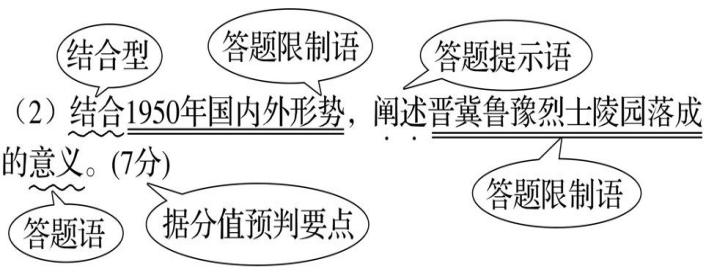 结合型
答题限制语
答题提示语
（2）结合1950年国内外形势，阐述晋冀鲁豫烈士陵园落成
的意义。(7分)
答题限制语
答题语
据分值预判要点